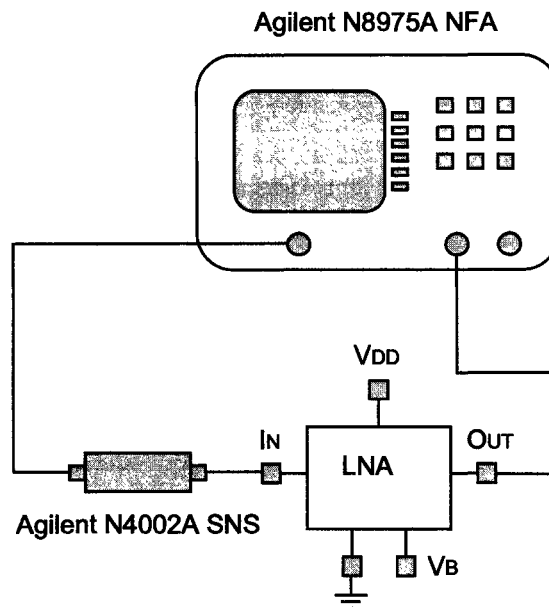 Agilent N8975A NFA
VDD
IN
LNA
OUT
Agilent N4002A SNS
VB